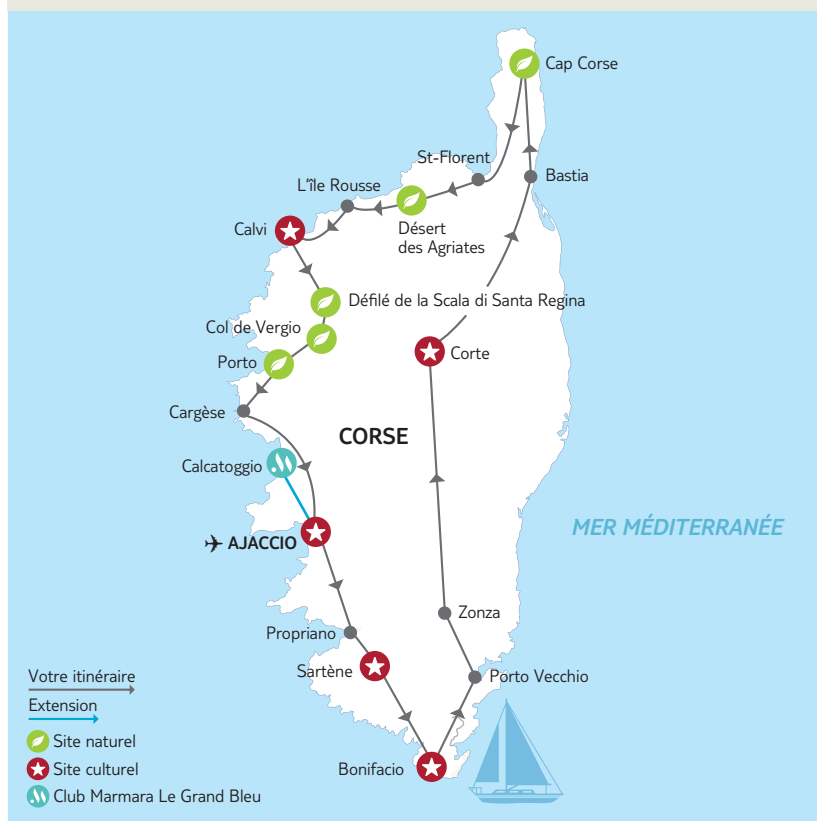 Cap Corse
St-Florent
Bastia
L'île Rousse
Calvi
Désert
des Agriates
Défilé de la Scala di Santa Regina
Col de Vergio
Porto
Corte
Cargèse
CORSE
Calcatoggio
MER MÉDITERRANÉE
AJACCIO
Zonza
Propriano
Sartène
Porto Vecchio
Votre itinéraire
Extension
Site naturel
Site culturel
Bonifacio
Club Marmara Le Grand Bleu